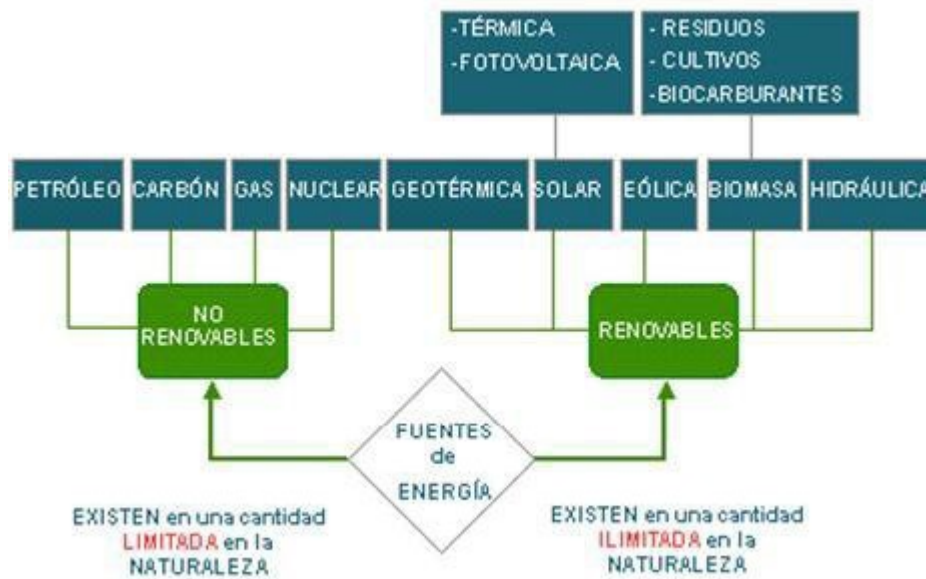 -TÉRMICA
-FOTOVOLTAICA
- RESIDUOS
- CULTIVOS
-BIOCARBURANTES
PETRÓLEO
CARBÓN
GAS
NUCLEAR
GEOTÉRMICA
SOLAR
EÓLICA
BIOMASA
HIDRÁULICA
NO
RENOVABLES
RENOVABLES
FUENTES
de
ENERGÍA
EXISTEN en una cantidad
LIMITADA en la
NATURALEZA
EXISTEN en una cantidad
ILIMITADA en la
NATURALEZA